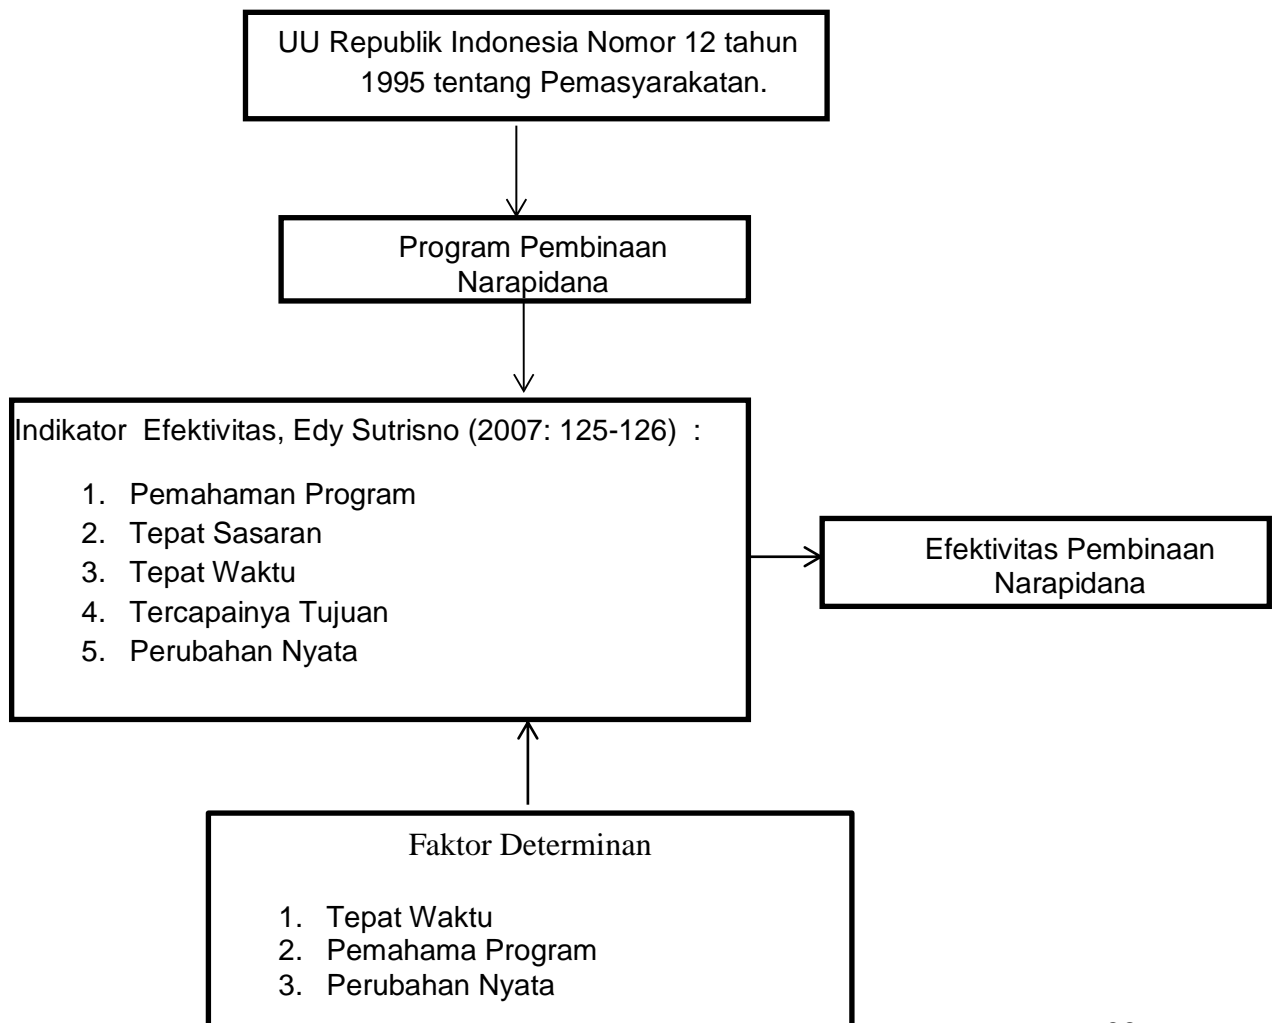 UU Republik Indonesia Nomor 12 tahun
1995 tentang Pemasyarakatan.
Program Pembinaan
Narapidana
Indikator Efektivitas, Edy Sutrisno (2007: 125-126) :
1. Pemahaman Program
2. Tepat Sasaran
3. Tepat Waktu
4. Tercapainya Tujuan
5. Perubahan Nyata
Efektivitas Pembinaan
Narapidana
Faktor Determinan
1. Tepat Waktu
2. Pemahama Program
3. Perubahan Nyata